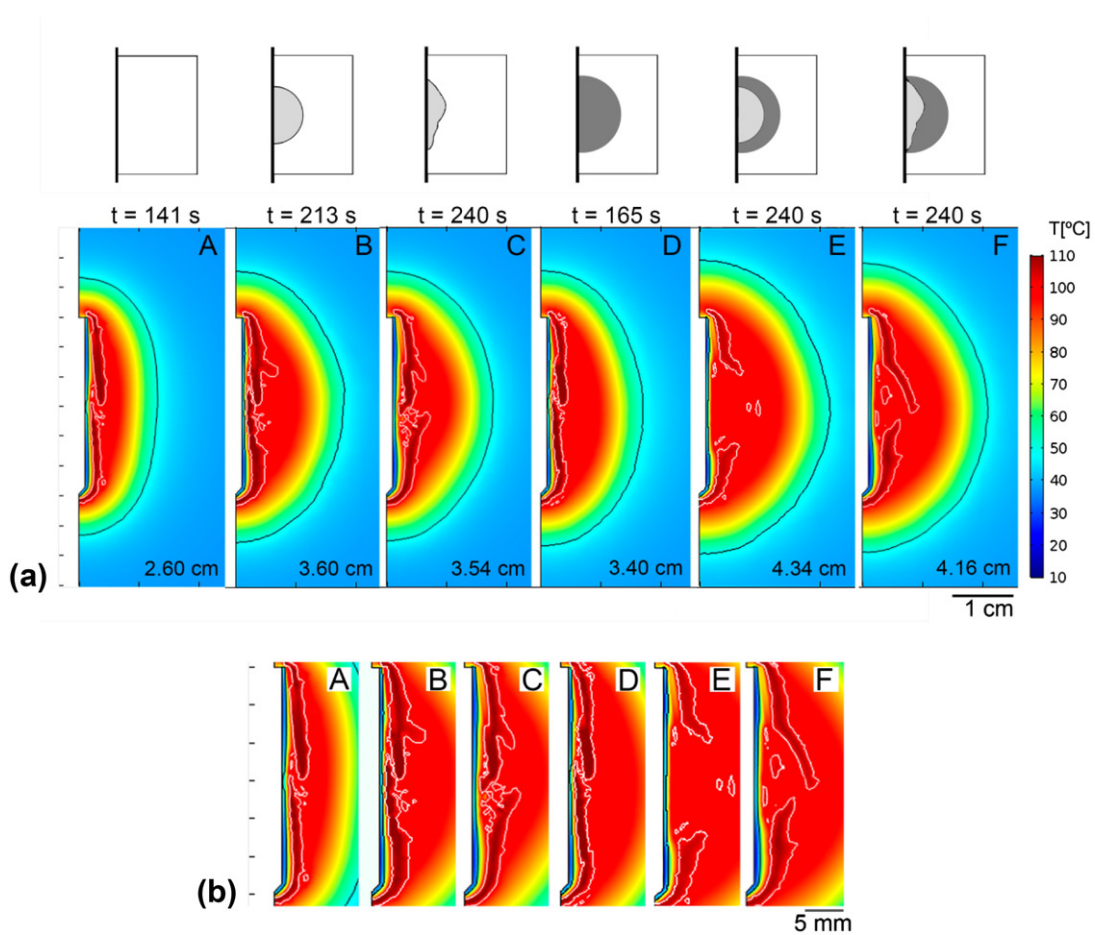 t = 141 s t = 213 s t = 240 s t = 165 s t = 240 s t = 240 s
T[ºC]
A B C D E F
110
100
90
80
70
60
50
40
30
20
10
2.60 cm 3.60 cm 3.54 cm 3.40 cm 4.34 cm 4.16 cm
(a)
1 cm
A B C D E F
(b)
5 mm